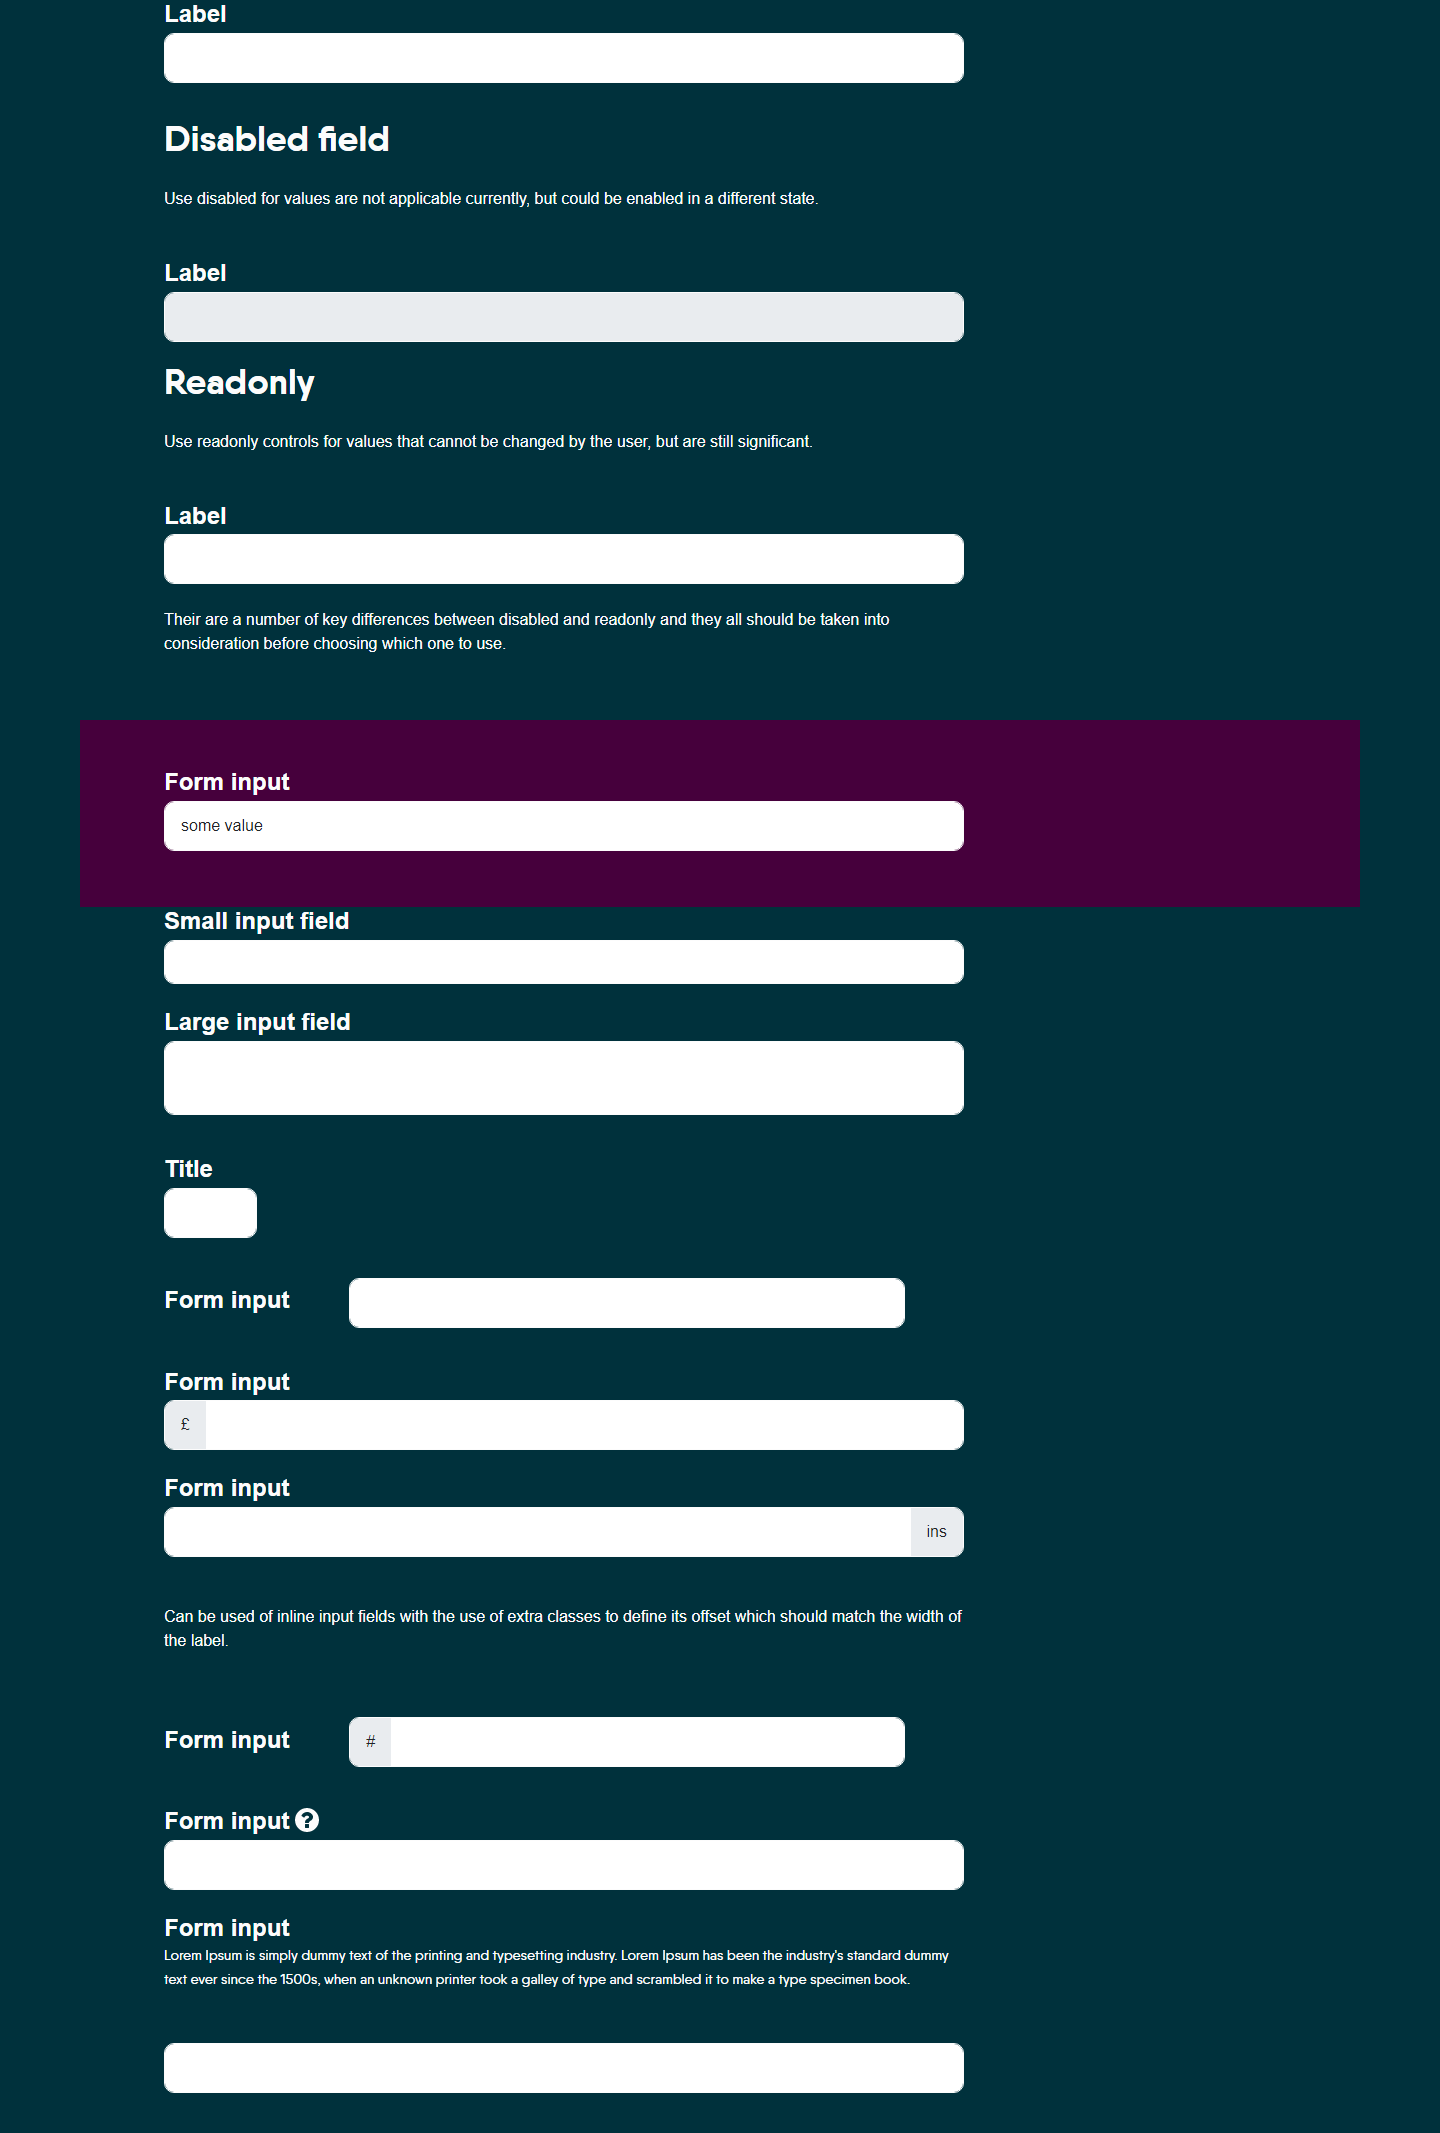 Label
Disabled field
Use disabled for values are not applicable currently, but could be enabled in a different state.
Label
Readonly
Use readonly controls for values that cannot be changed by the user, but are still significant.
Label
Their are a number of key differences between disabled and readonly and they all should be taken into
consideration before choosing which one to use.
Form input
some value
Small input field
Large input field
Title
Form input
Form input
£
Form input
ins
Can be used of inline input fields with the use of extra classes to define its offset which should match the width of
the label.
Form input
#
Form input ?
Form input
Lorem Ipsum is simply dummy text of the printing and typesetting industry. Lorem Ipsum has been the industry's standard dummy
text ever since the 1500s, when an unknown printer took a galley of type and scrambled it to make a type specimen book.